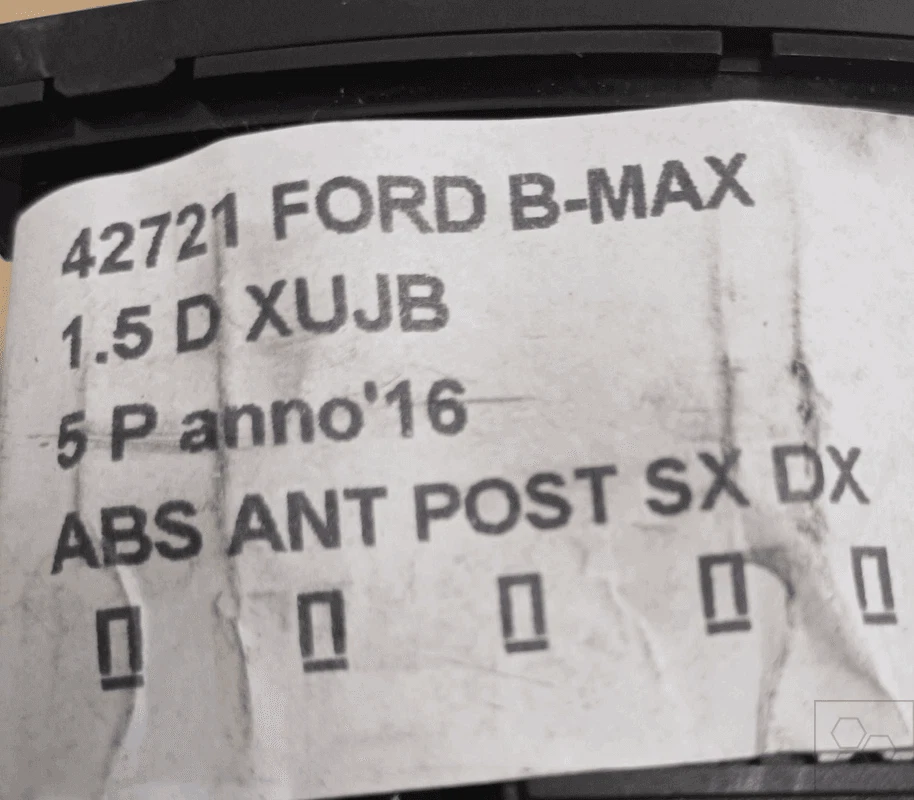 42721 FORD B-MAX
1.5 D XUJB
5 P anno'16
ABS ANT POST SX DX